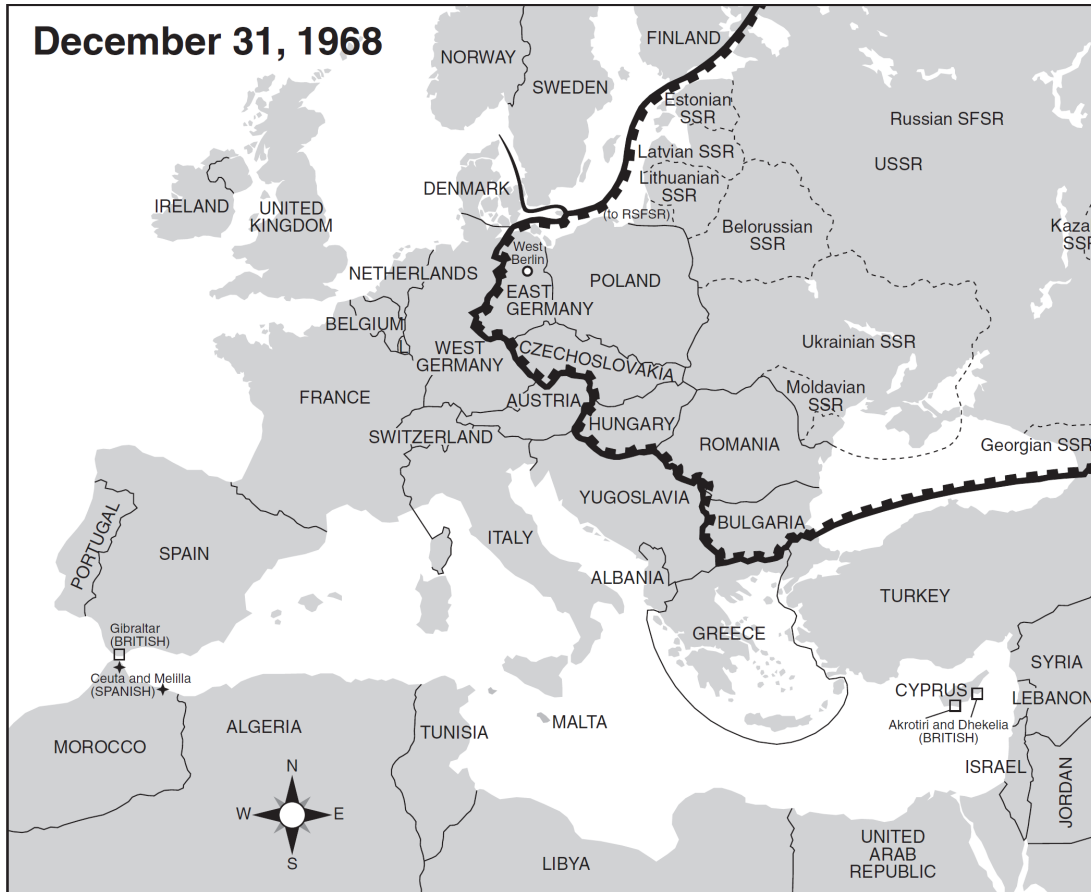 December 31, 1968
NORWAY
FINLAND
SWEDEN
Estonian
SSR
Russian SFSR
Latvian SSR
USSR
Lithuanian
SSR
DENMARK
IRELAND
UNITED
KINGDOM
(to RSFSR)
Belorussian
SSR
Kaza
SS
West
Berlin
NETHERLANDS
POLAND
EAST
GERMANY
BELGIUM
L
WEST
GERMANY
CZECHOSLOVAKIA
Ukrainian SSR
Moldavian
SSR
FRANCE
AUSTRIA
HUNGARY
SWITZERLAND
ROMANIA
Georgian SSR
YUGOSLAVIA
BULGARIA
ITALY
PORTUGAL
SPAIN
ALBANIA
TURKEY
GREECE
Gibraltar
(BRITISH)
Ceuta and Melilla
(SPANISH)
SYRIA
CYPRUS
LEBANON
Akrotiri and Dhekelia
(BRITISH)
MALTA
ALGERIA
TUNISIA
MOROCCO
ISRAEL
JORDAN
N
W
E
S
LIBYA
UNITED
ARAB
REPUBLIC